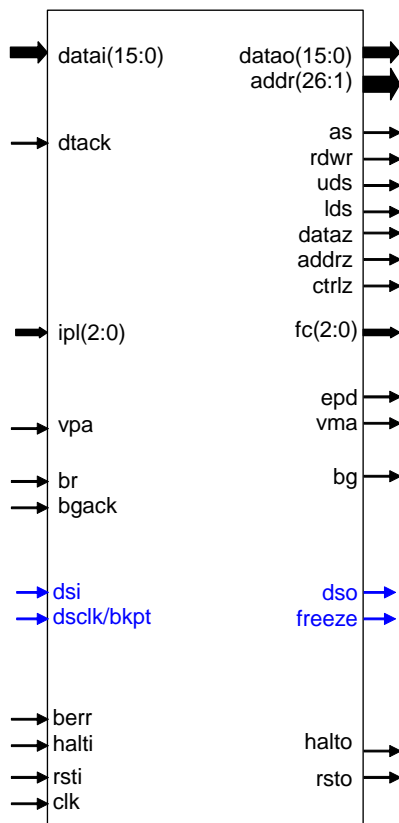 datai(15:0)
datao(15:0)
addr(26:1)
dtack
as
rdwr
uds
lds
dataz
addrz
ctrlz
ipl(2:0)
fc(2:0)
epd
vpa
vma
br
bg
bgack
dsi
dso
dsclk/bkpt
freeze
berr
halti
halto
rsti
rsto
clk